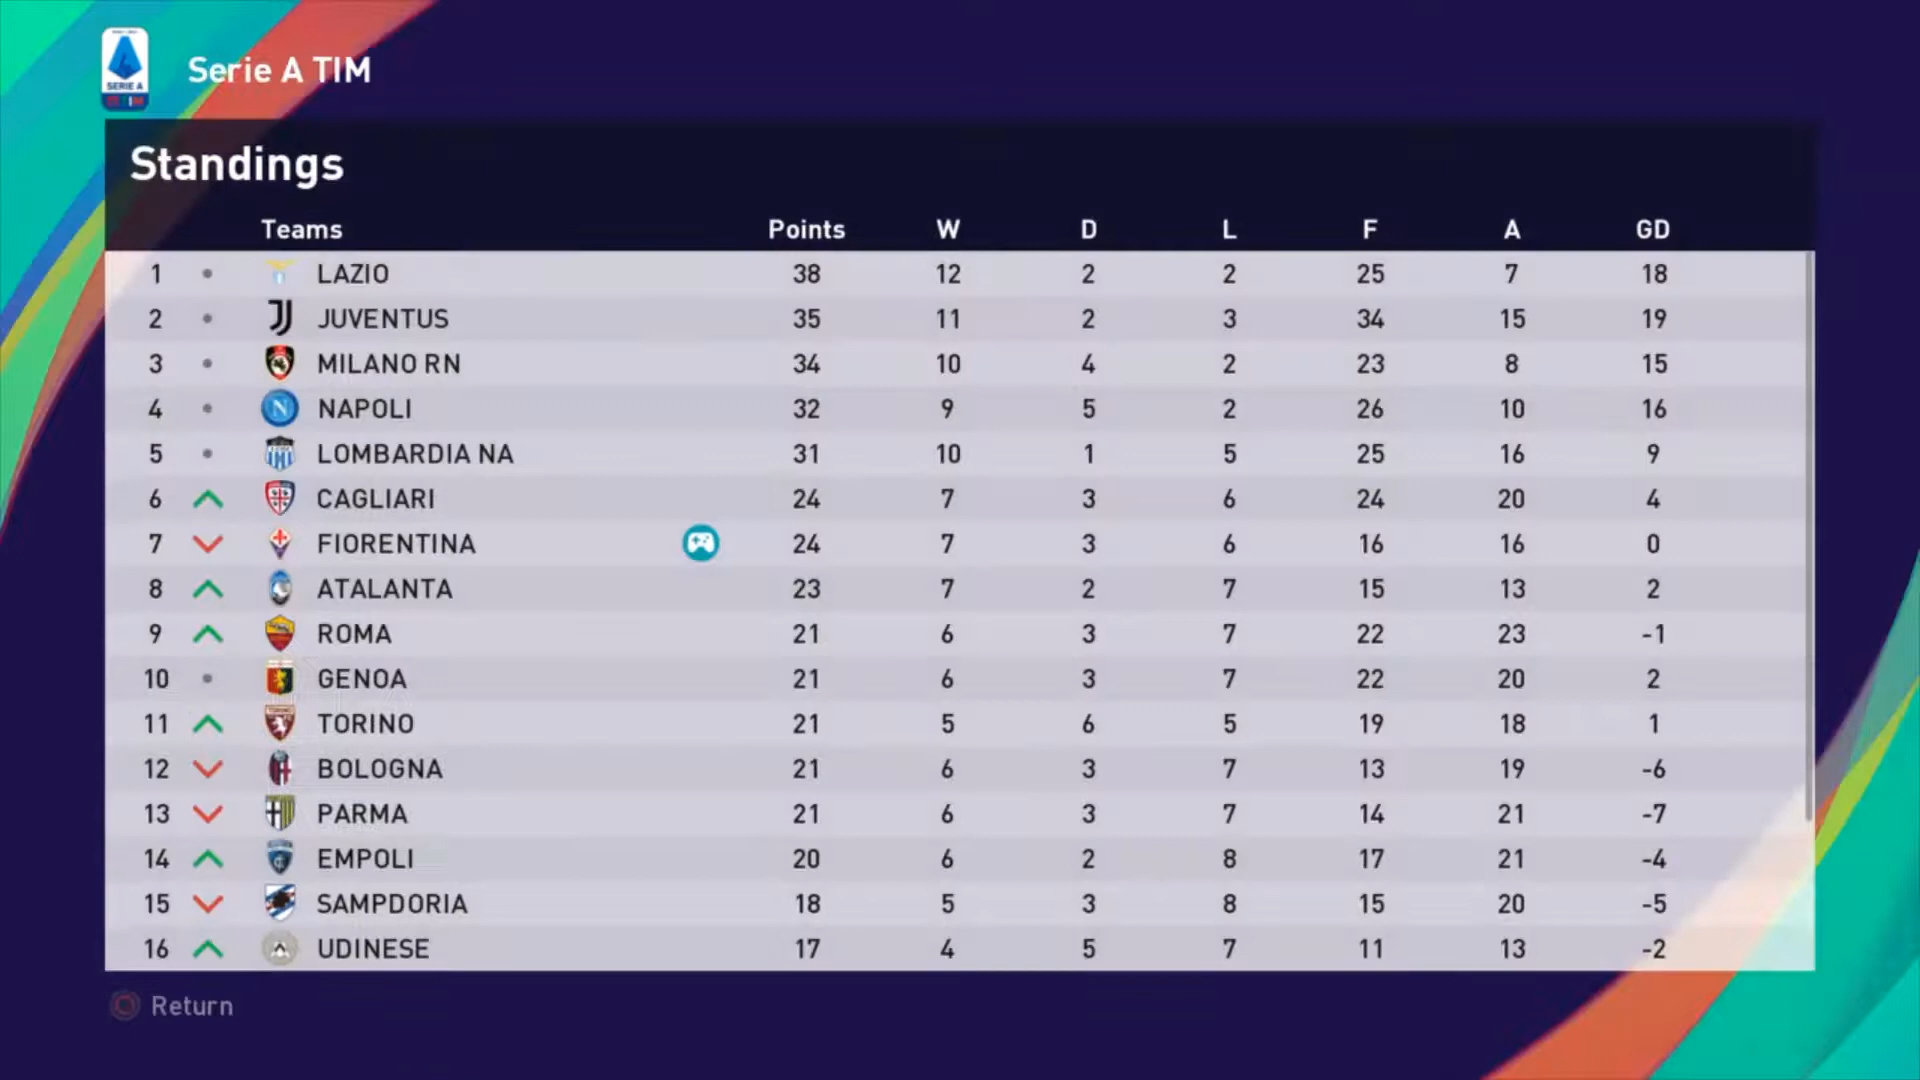 SERIE A
TIM
Serie A TIM
Standings
Teams Points W D L F A GD
1 LAZIO 38 12 2 2 25 7 18
2 JUVENTUS 35 11 2 3 34 15 19
3 MILANO RN 34 10 4 2 23 8 15
4 N NAPOLI 32 9 5 2 26 10 16
5 LOMBARDIA NA 31 10 1 5 25 16 9
6 CAGLIARI 24 7 3 6 24 20 4
7 FIORENTINA 24 7 3 6 16 16 0
8 ATALANTA 23 7 2 7 15 13 2
9 ROMA 21 6 3 7 22 23 -1
10 GENOA 21 6 3 7 22 20 2
11 TORINO 21 5 6 5 19 18 1
12 BOLOGNA 21 6 3 7 13 19 -6
13 PARMA 21 6 3 7 14 21 -7
14 EMPOLI 20 6 2 8 17 21 -4
15 SAMPDORIA 18 5 3 8 15 20 -5
16 UDINESE 17 4 5 7 11 13 -2
Return